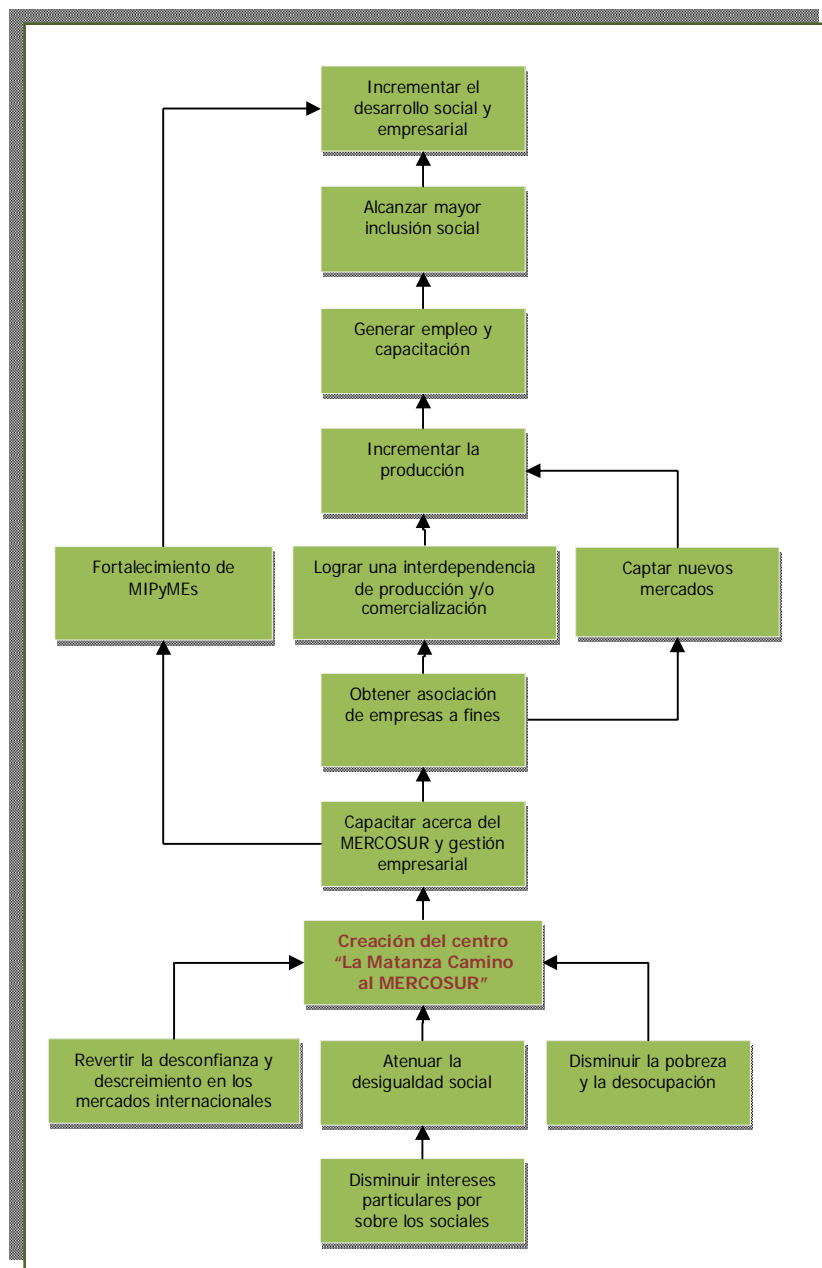 Incrementar el
desarrollo social y
empresarial
Alcanzar mayor
inclusión social
Generar empleo y
capacitación
Incrementar la
producción
Fortalecimiento de
MIPyMEs
Lograr una interdependencia
de producción y/o
comercialización
Captar nuevos
mercados
Obtener asociación
de empresas a fines
Capacitar acerca del
MERCOSUR y gestión
empresarial
Creación del centro
“La Matanza Camino
al MERCOSUR”
Revertir la desconfianza y
descreimiento en los
mercados internacionales
Atenuar la
desigualdad social
Disminuir la pobreza
y la desocupación
Disminuir intereses
particulares por
sobre los sociales